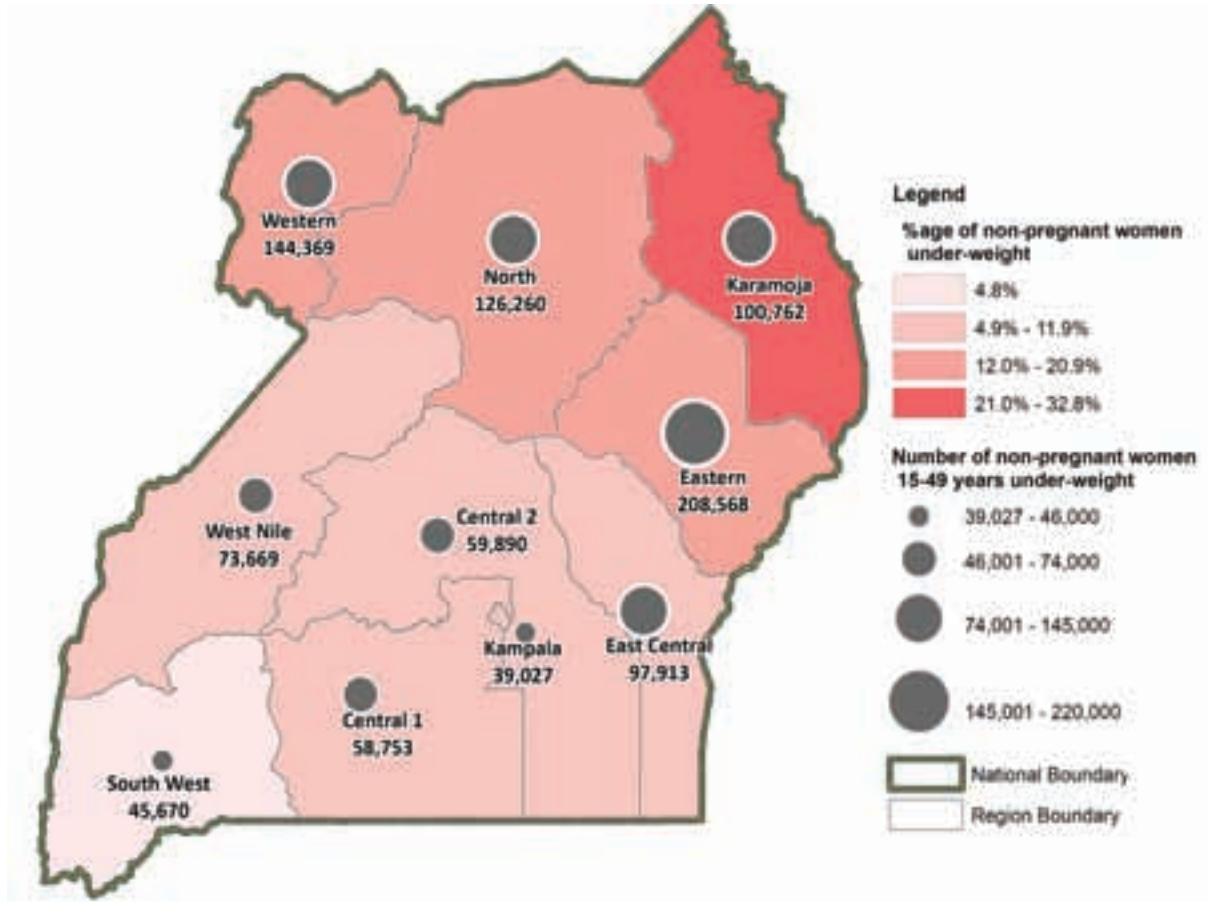 Western
144,369
North
126,260
Karamoja
100,762
Eastern
208,568
West Nile
73,669
Central 2
59,890
Kampala
39,027
East Central
97,913
Central 1
58,753
South West
45,670
Legend
%age of non-pregnant women
under-weight
4.8%
4.9% - 11.9%
12.0% - 20.9%
21.0% - 32.8%
Number of non-pregnant women
15-49 years under-weight
39,027 - 46,000
46,001 - 74,000
74,001 - 145,000
145,001 - 220,000
National Boundary
Region Boundary